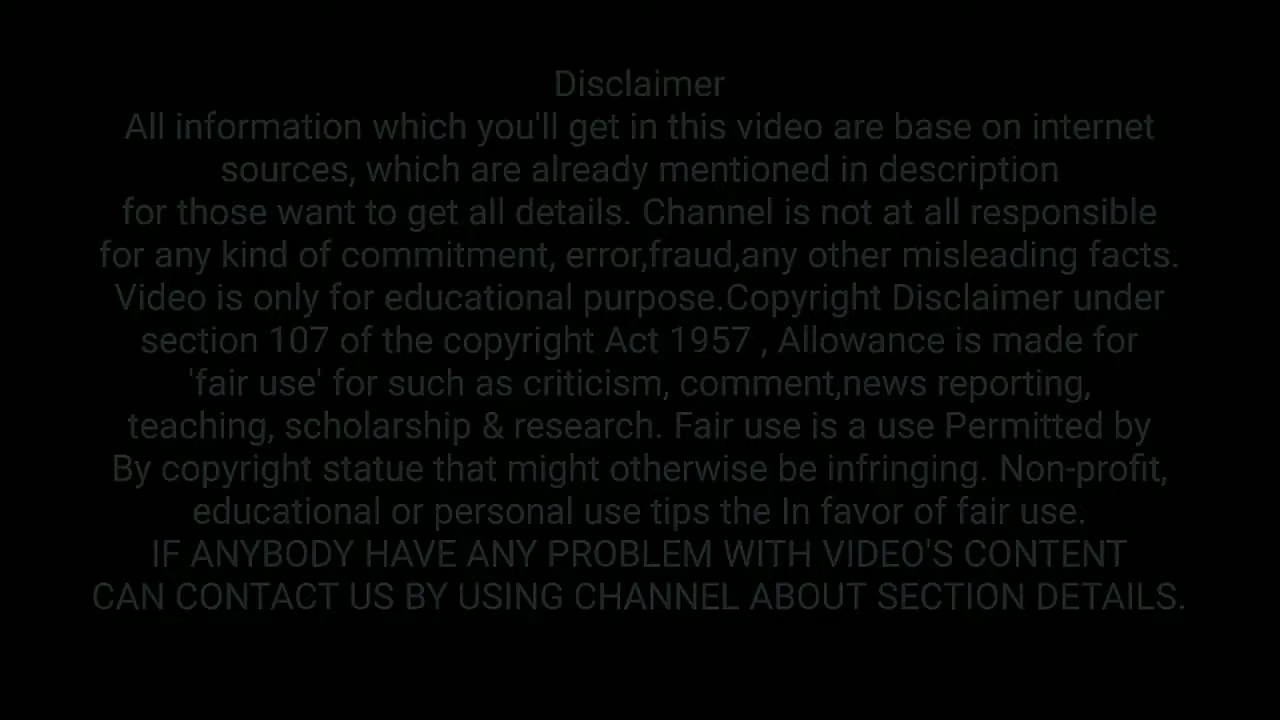 Disclaimer
All information which you'll get in this video are base on internet
sources, which are already mentioned in description
for those want to get all details. Channel is not at all responsible
for any kind of commitment, error,fraud,any other misleading facts.
Video is only for educational purpose.Copyright Disclaimer under
section 107 of the copyright Act 1957 , Allowance is made for
'fair use' for such as criticism, comment,news reporting,
teaching, scholarship & research. Fair use is a use Permitted by
By copyright statue that might otherwise be infringing. Non-profit,
educational or personal use tips the In favor of fair use.
IF ANYBODY HAVE ANY PROBLEM WITH VIDEO'S CONTENT
CAN CONTACT US BY USING CHANNEL ABOUT SECTION DETAILS.